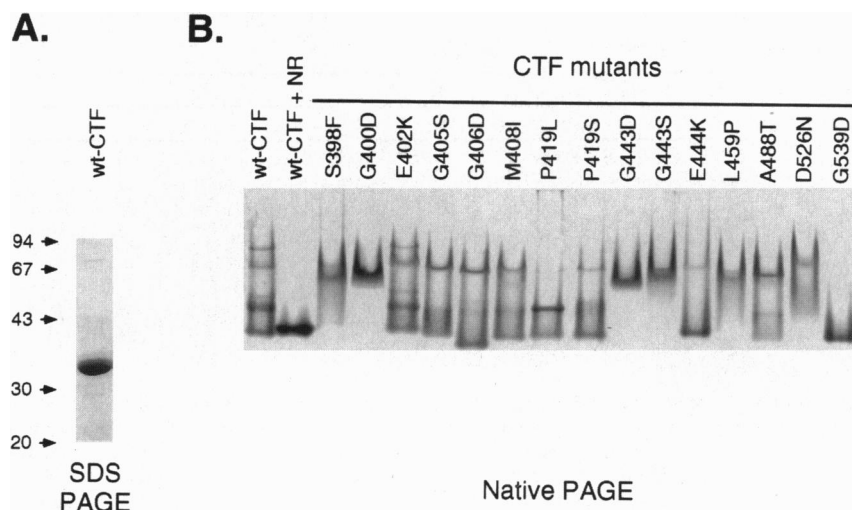 A.
B.
CTF mutants
wt-CTF
wt-CTF
wt-CTF + NR
S398F
G400D
E402K
G405S
G406D
M408I
P419L
P419S
G443D
G443S
E444K
L459P
A488T
D526N
G539D
94
67
43
30
20
SDS
PAGE
Native PAGE